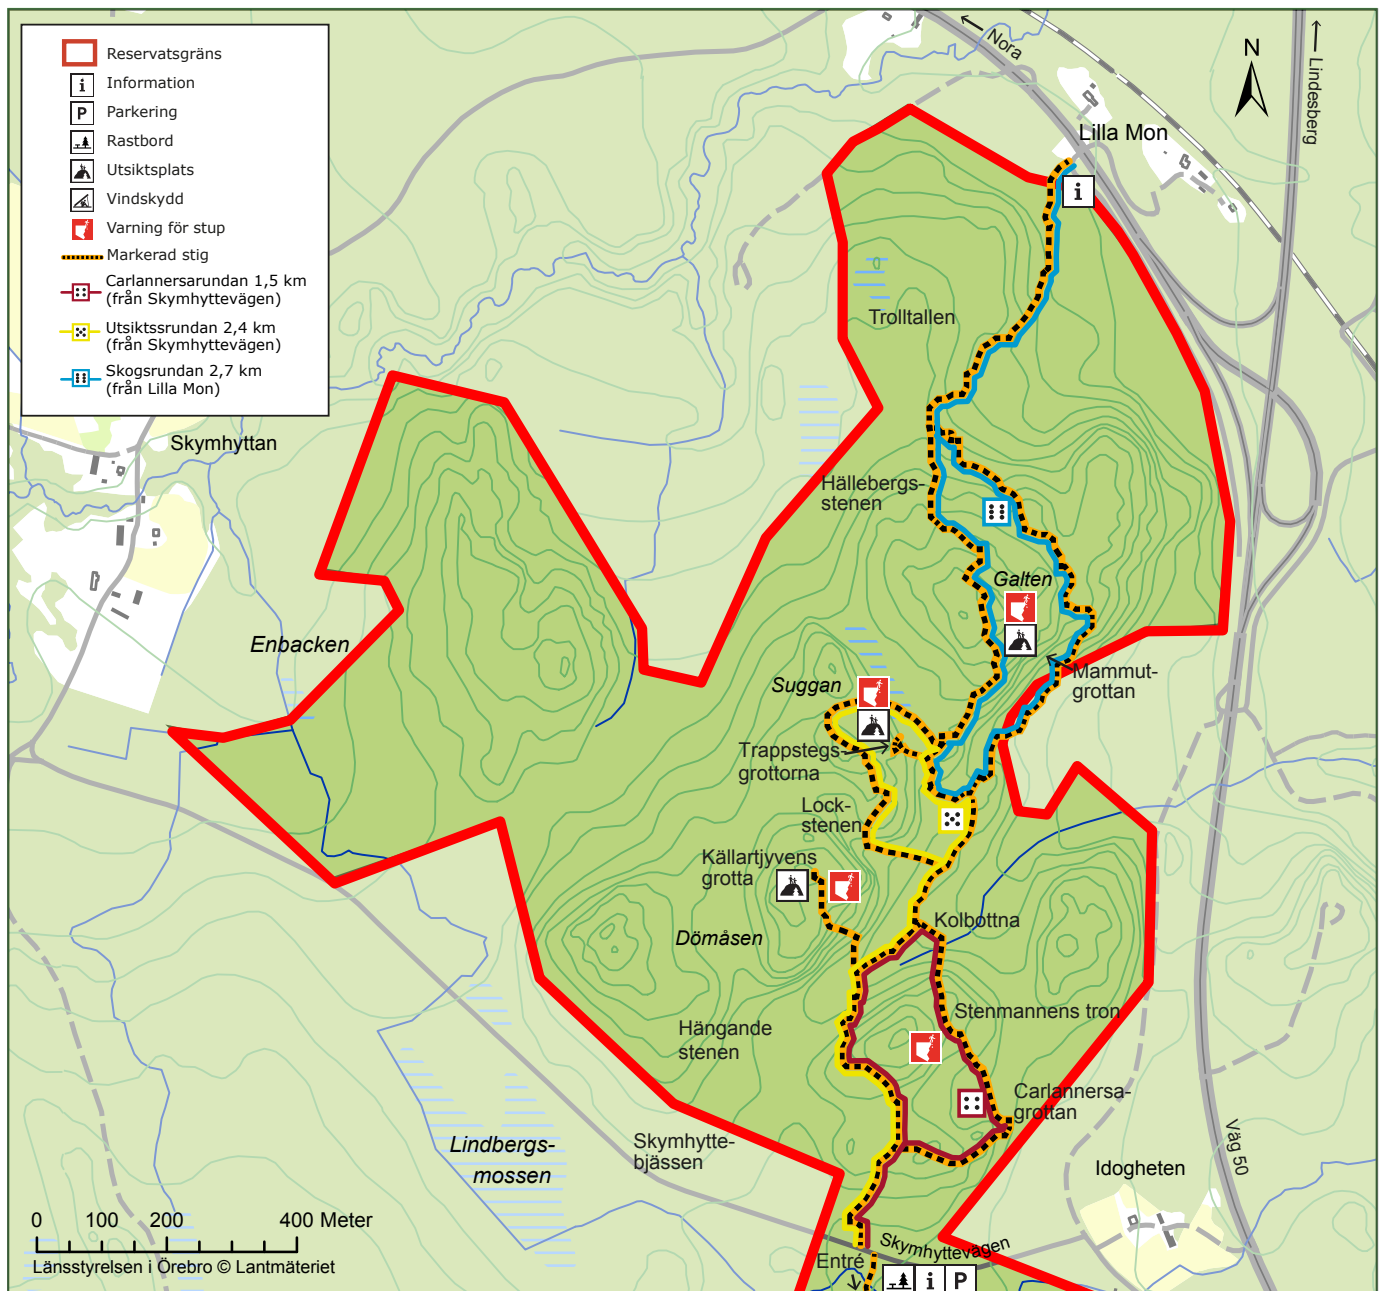 Reservatsgräns
Information
Parkering
Rastbord
Utsiktsplats
Vindskydd
Varning för stup
Markerad stig
Carlannersarundan 1,5 km
(från Skymhyttevägen)
Utsiktssrundan 2,4 km
(från Skymhyttevägen)
Skogsrundan 2,7 km
(från Lilla Mon)
i
P
Nora
N
Lindesberg
Lilla Mon
i
Trolltallen
Skymhyttan
Hällebergs-
stenen
Galten
Enbacken
Mammut-
grottan
Suggan
Trappstegs-
grottorna
Lock-
stenen
Källartjyvens
grotta
Kolbottna
Dömåsen
Stenmannens tron
Hängande
stenen
Carlannersa-
grottan
Lindbergs-
mossen
Skymhytte-
bjässen
Väg 50
Idogheten
0 100 200 400 Meter
Länsstyrelsen i Örebro © Lantmäteriet
Skymhyttevägen
Entré
i P